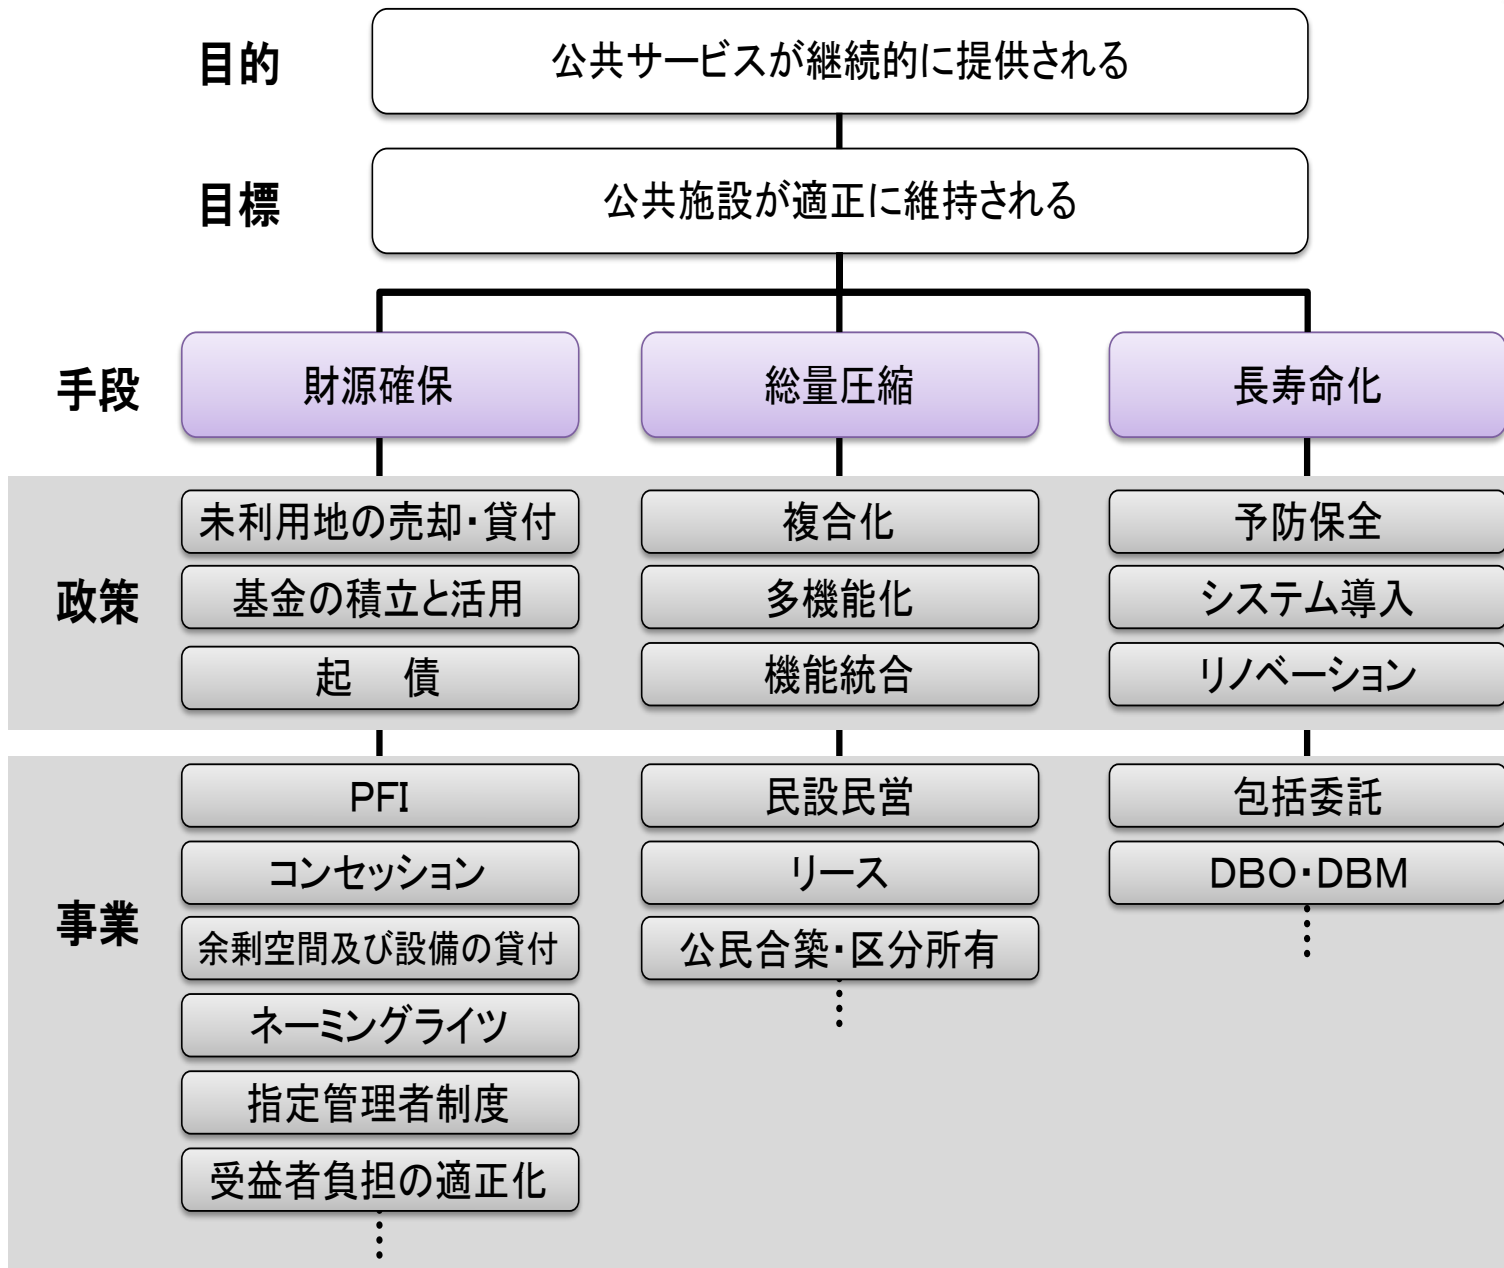 目的
公共サービスが継続的に提供される
目標
公共施設が適正に維持される
手段
財源確保
総量圧縮
長寿命化
政策
未利用地の売却・貸付
基金の積立と活用
起　債
複合化
多機能化
機能統合
予防保全
システム導入
リノベーション
事業
PFI
コンセッション
余剰空間及び設備の貸付
ネーミングライツ
指定管理者制度
受益者負担の適正化
民設民営
リース
公民合築・区分所有
包括委託
DBO・DBM